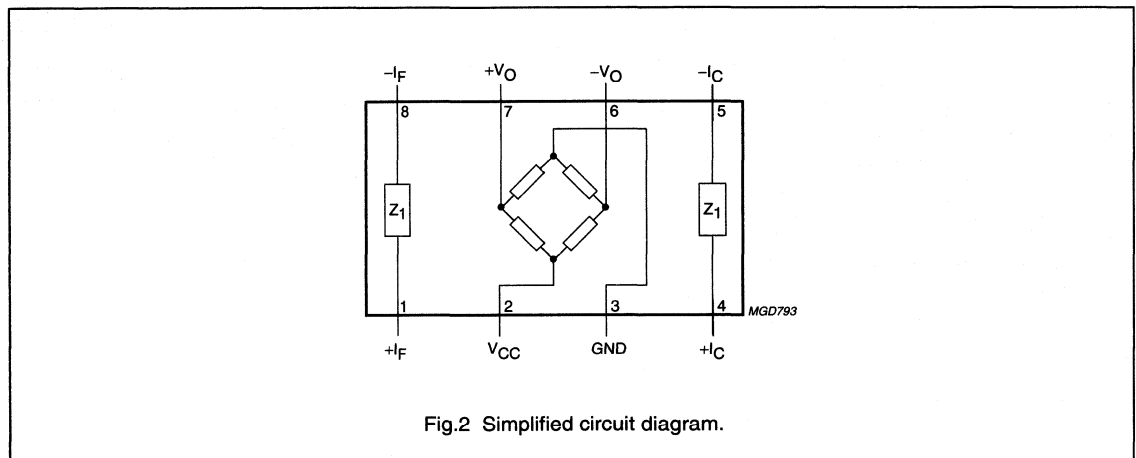 −IF +VO −VO −IC
8 7 6 5
Z1 Z1
1 2 3 4
MGD793
+IF VCC GND +IC
Fig.2 Simplified circuit diagram.